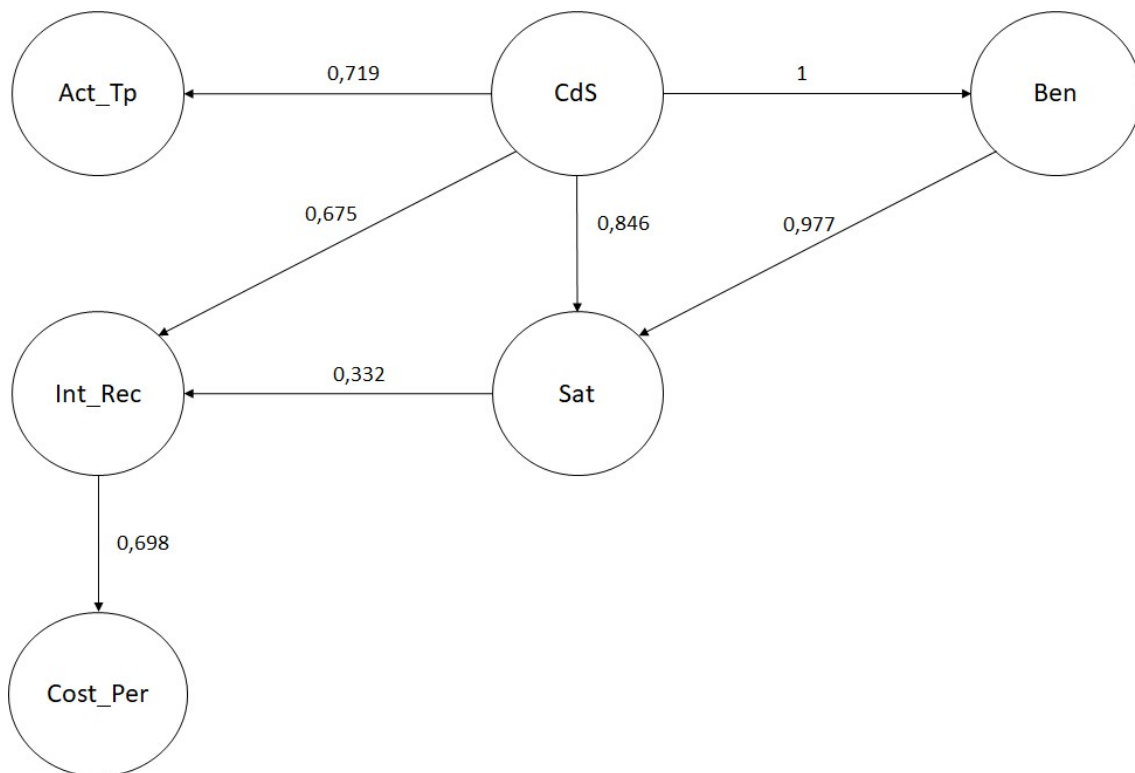 0,719
1
Act_Tp
CdS
Ben
0,675
0,846
0,977
Int_Rec
0,332
Sat
0,698
Cost_Per